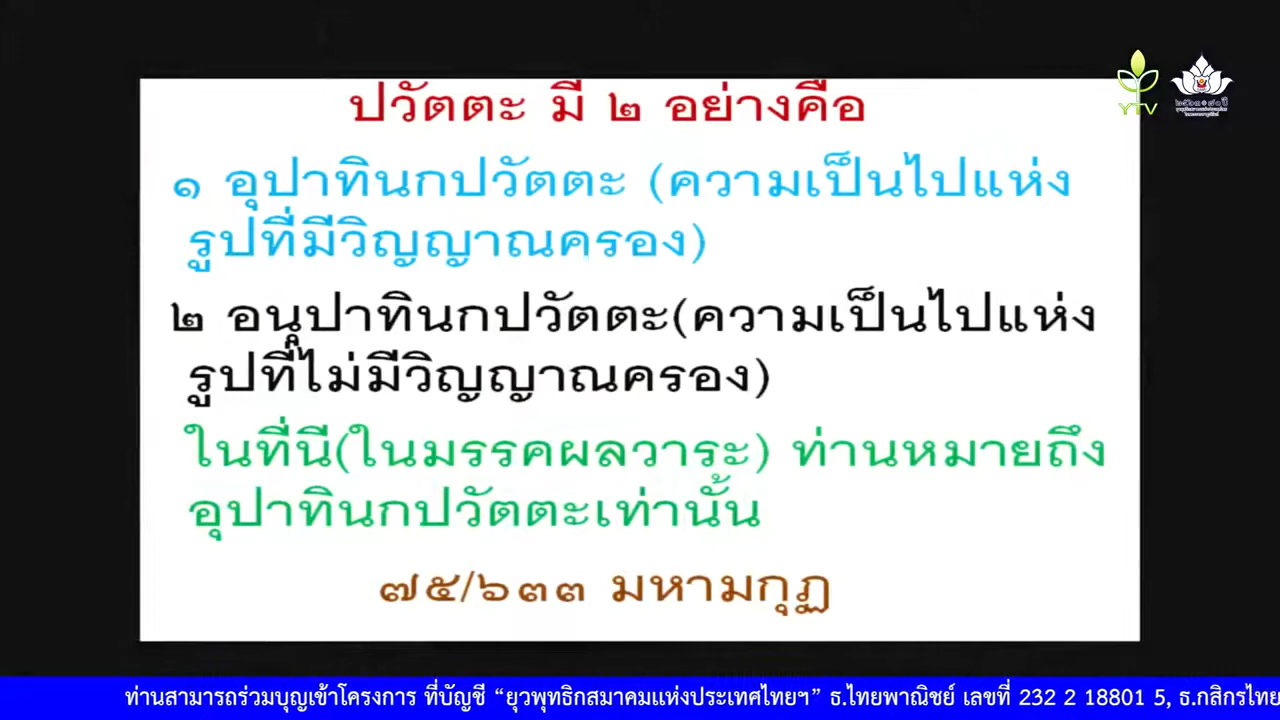 ปวัตตะ มี ๒ อย่างคือ
๑ อุปาทินกปวัตตะ (ความเป็นไปแห่ง
รูปที่มีวิญญาณครอง)
๒ อนุปาทินกปวัตตะ(ความเป็นไปแห่ง
รูปที่ไม่มีวิญญาณครอง)
ในที่นี(ในมรรคผลวาระ) ท่านหมายถึง
อุปาทินกปวัตตะเท่านั้น
๗๕/๖๓๓ มหามกุฏ
YTV
ท่านสามารถร่วมบุญเข้าโครงการ ที่บัญชี “ยุวพุทธิกสมาคมแห่งประเทศไทยฯ” ธ.ไทยพาณิชย์ เลขที่ 232 2 18801 5, ธ.กสิกรไทย